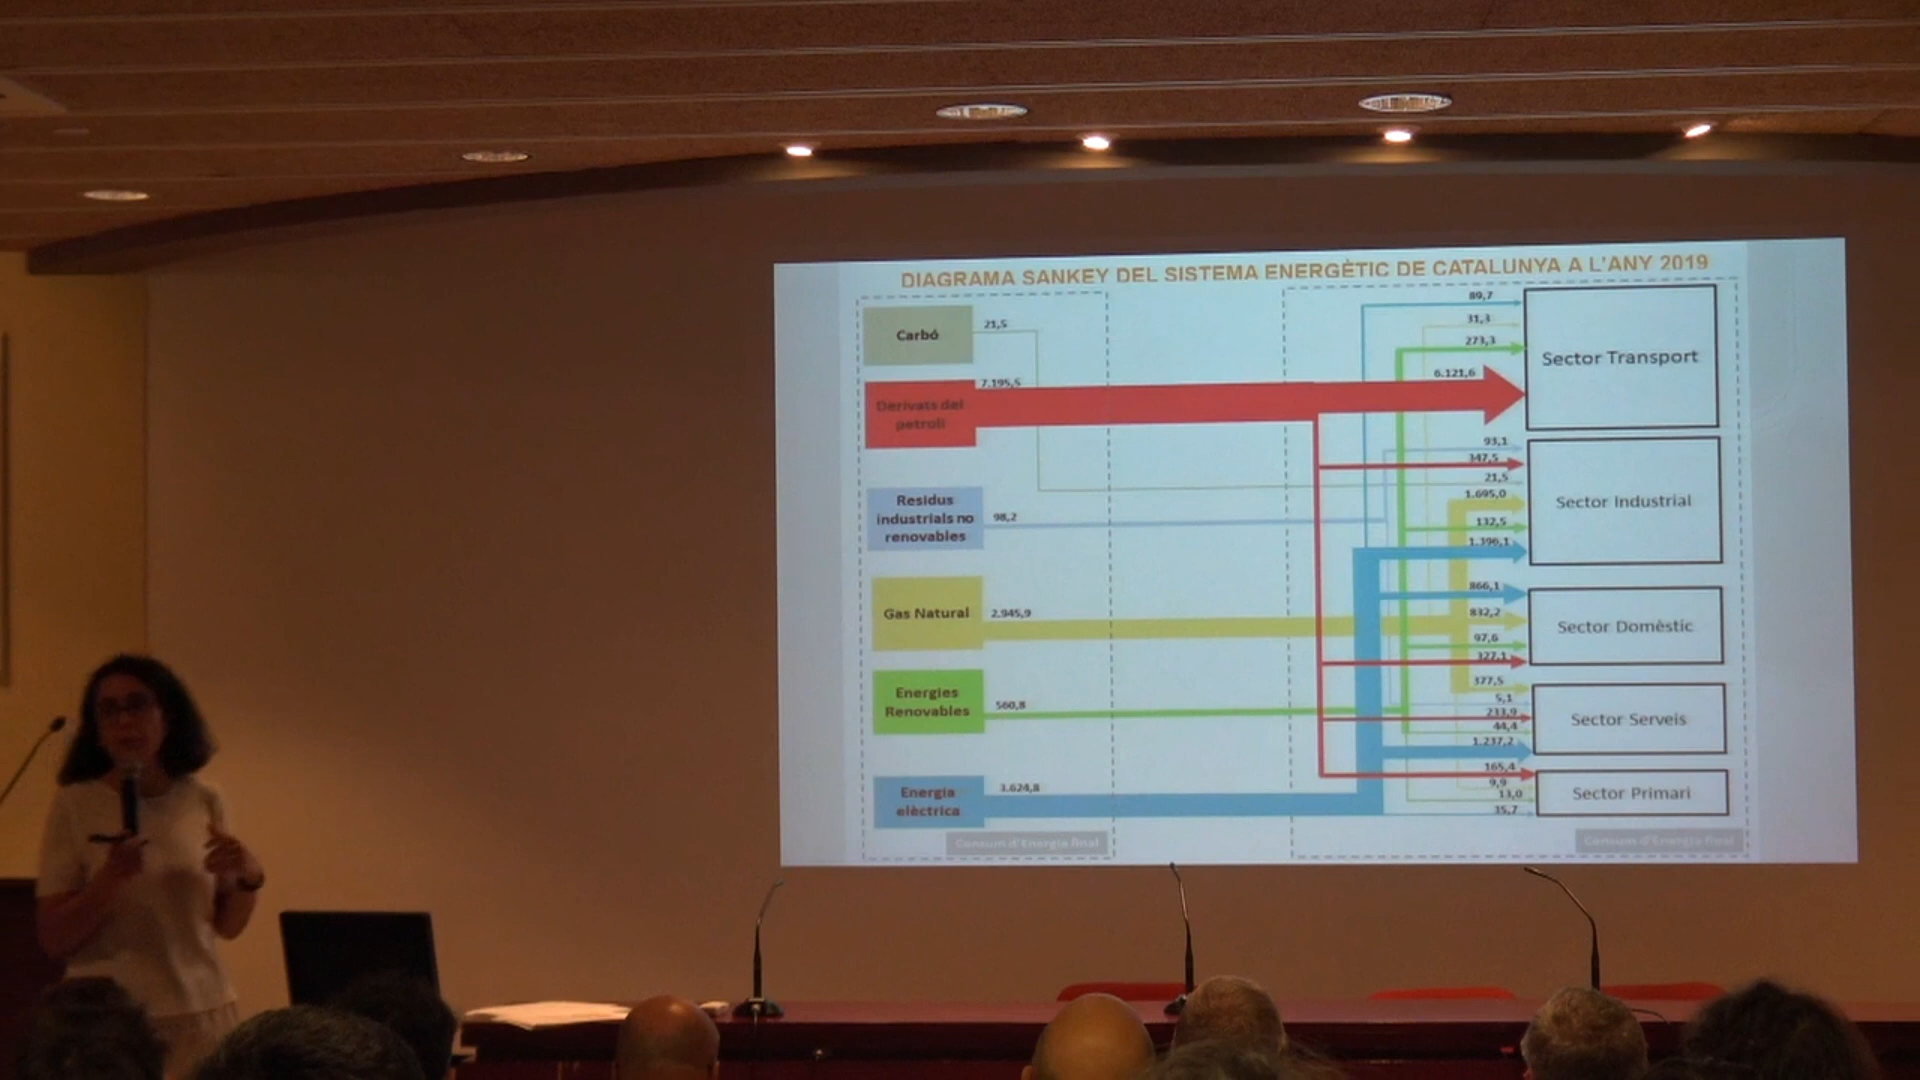 DIAGRAMA SANKEY DEL SISTEMA ENERGÈTIC DE CATALUNYA A L'ANY 2019
Carbó
21,5
Derivats del
petroli
7.195,5
Residus
industrials no
renovables
98,2
Gas Natural
2.945,9
Energies
Renovables
560,8
Energia
elèctrica
3.624,8
Consum d'Energia final
89,7
31,3
273,3
6.121,6
Sector Transport
93,1
347,5
21,5
1.695,0
132,5
1.396,1
Sector Industrial
866,1
832,2
97,6
327,1
Sector Domèstic
377,5
5,1
233,9
44,4
1.237,2
Sector Serveis
165,4
9,9
13,0
35,7
Sector Primari
Consum d'Energia final